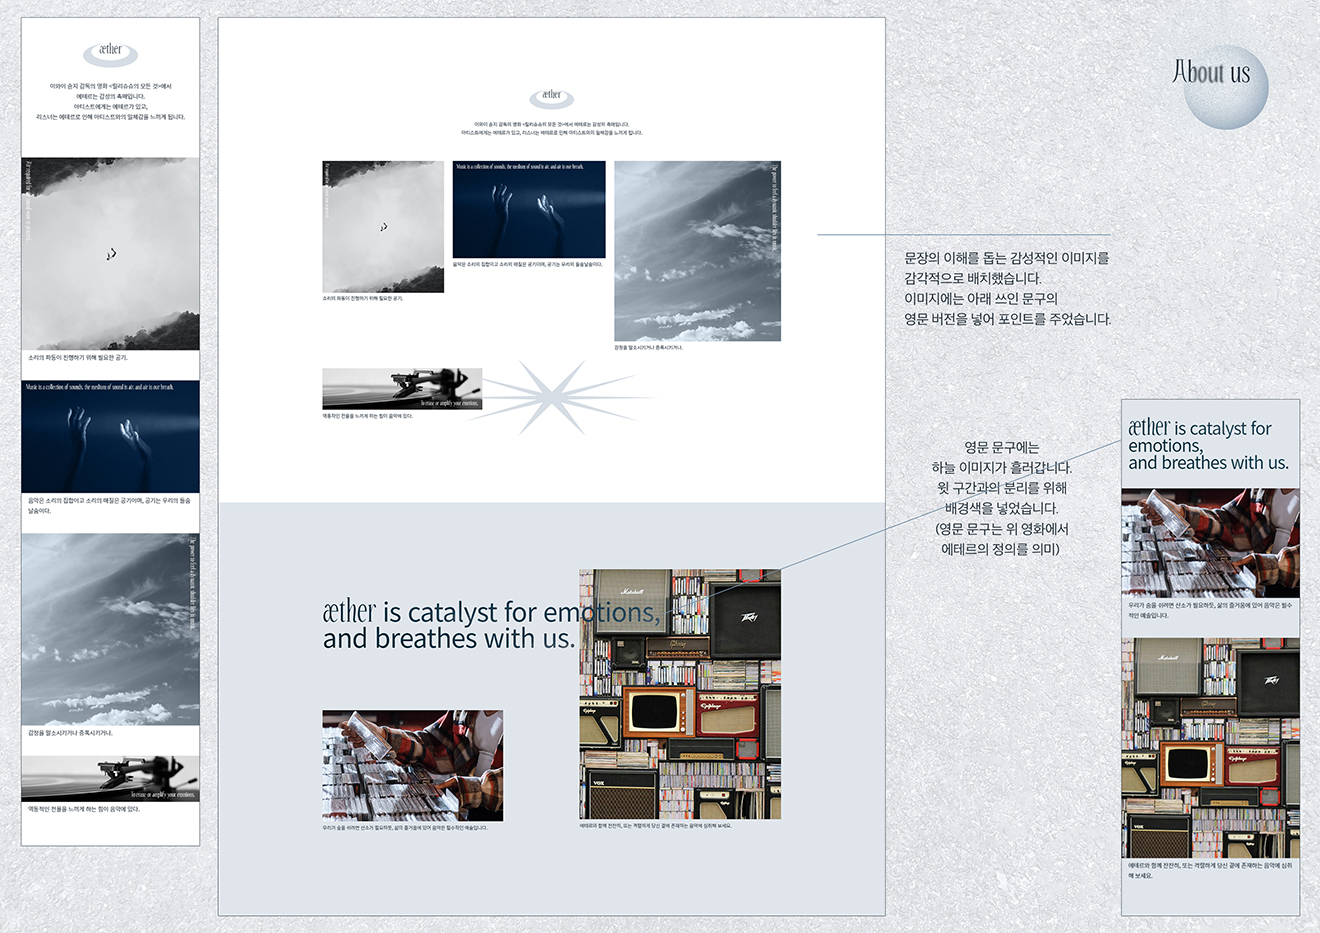 æther
이와이 슌지 감독의 영화 <릴리슈슈의 모든 것>에서
에테르는 감성의 촉매입니다.
아티스트에게는 에테르가 있고,
리스너는 에테르로 인해 아티스트와의 일체감을 느끼게 됩니다.
소리의 파동이 진행하기 위해 필요한 공기.
Music is a collection of sounds, the medium of sound is air, and air is our breath.
음악은 소리의 집합이고 소리의 매질은 공기이며, 공기는 우리의 들숨
날숨이다.
감정을 말소시키거나 증폭시키거나.
to erase or amplify your emotions.
역동적인 전율을 느끼게 하는 힘이 음악에 있다.
æther
이와이 슌지 감독의 영화 <릴리슈슈의 모든 것>에서 에테르는 감성의 촉매입니다.
아티스트에게는 에테르가 있고, 리스너는 에테르로 인해 아티스트와의 일체감을 느끼게 됩니다.
소리의 파동이 진행하기 위해 필요한 공기.
Music is a collection of sounds, the medium of sound is air, and air is our breath.
음악은 소리의 집합이고 소리의 매질은 공기이며, 공기는 우리의 들숨날숨이다.
감정을 말소시키거나 증폭시키거나.
to erase or amplify your emotions.
역동적인 전율을 느끼게 하는 힘이 음악에 있다.
æther is catalyst for emotions,
and breathes with us.
우리가 숨을 쉬려면 산소가 필요하듯, 삶의 즐거움에 있어 음악은 필수적인 예술입니다.
Marshall
PEAVEY
Epiphone
VOX
에테르와 함께 잔잔히, 또는 격렬하게 당신 곁에 존재하는 음악에 심취해 보세요.
About us
문장의 이해를 돕는 감성적인 이미지를
감각적으로 배치했습니다.
이미지에는 아래 쓰인 문구의
영문 버전을 넣어 포인트를 주었습니다.
영문 문구에는
하늘 이미지가 흘러갑니다.
윗 구간과의 분리를 위해
배경색을 넣었습니다.
(영문 문구는 위 영화에서
에테르의 정의를 의미)
æther is catalyst for
emotions,
and breathes with us.
우리가 숨을 쉬려면 산소가 필요하듯, 삶의 즐거움에 있어 음악은 필수
적인 예술입니다.
Marshall
PEAVEY
Epiphone
VOX
에테르와 함께 잔잔히, 또는 격렬하게 당신 곁에 존재하는 음악에 심취
해 보세요.